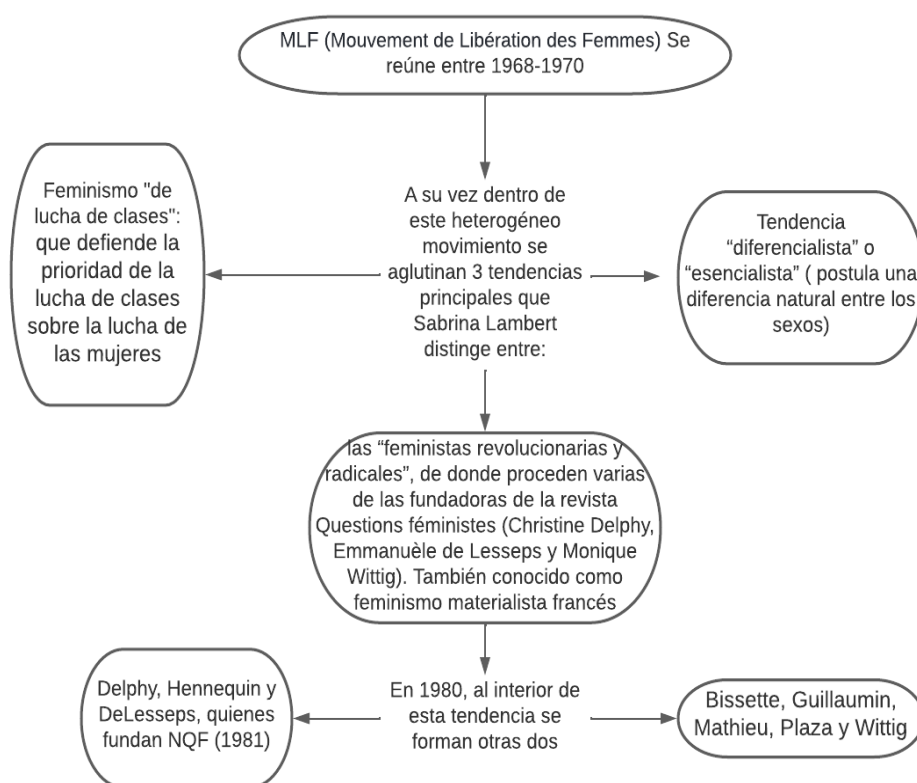 MLF (Mouvement de Libération des Femmes) Se
reúne entre 1968-1970
Feminismo "de
lucha de clases":
que defiende la
prioridad de la
lucha de clases
sobre la lucha de
las mujeres
A su vez dentro de
este heterogéneo
movimiento se
aglutinan 3 tendencias
principales que
Sabrina Lambert
distinge entre:
Tendencia
“diferencialista” o
“esencialista” ( postula una
diferencia natural entre los
sexos)
las “feministas revolucionarias y
radicales”, de donde proceden varias
de las fundadoras de la revista
Questions féministes (Christine Delphy,
Emmanuèle de Lesseps y Monique
Wittig). También conocido como
feminismo materialista francés
Delphy, Hennequin y
DeLesseps, quienes
fundan NQF (1981)
En 1980, al interior de
esta tendencia se
forman otras dos
Bissette, Guillaumin,
Mathieu, Plaza y Wittig